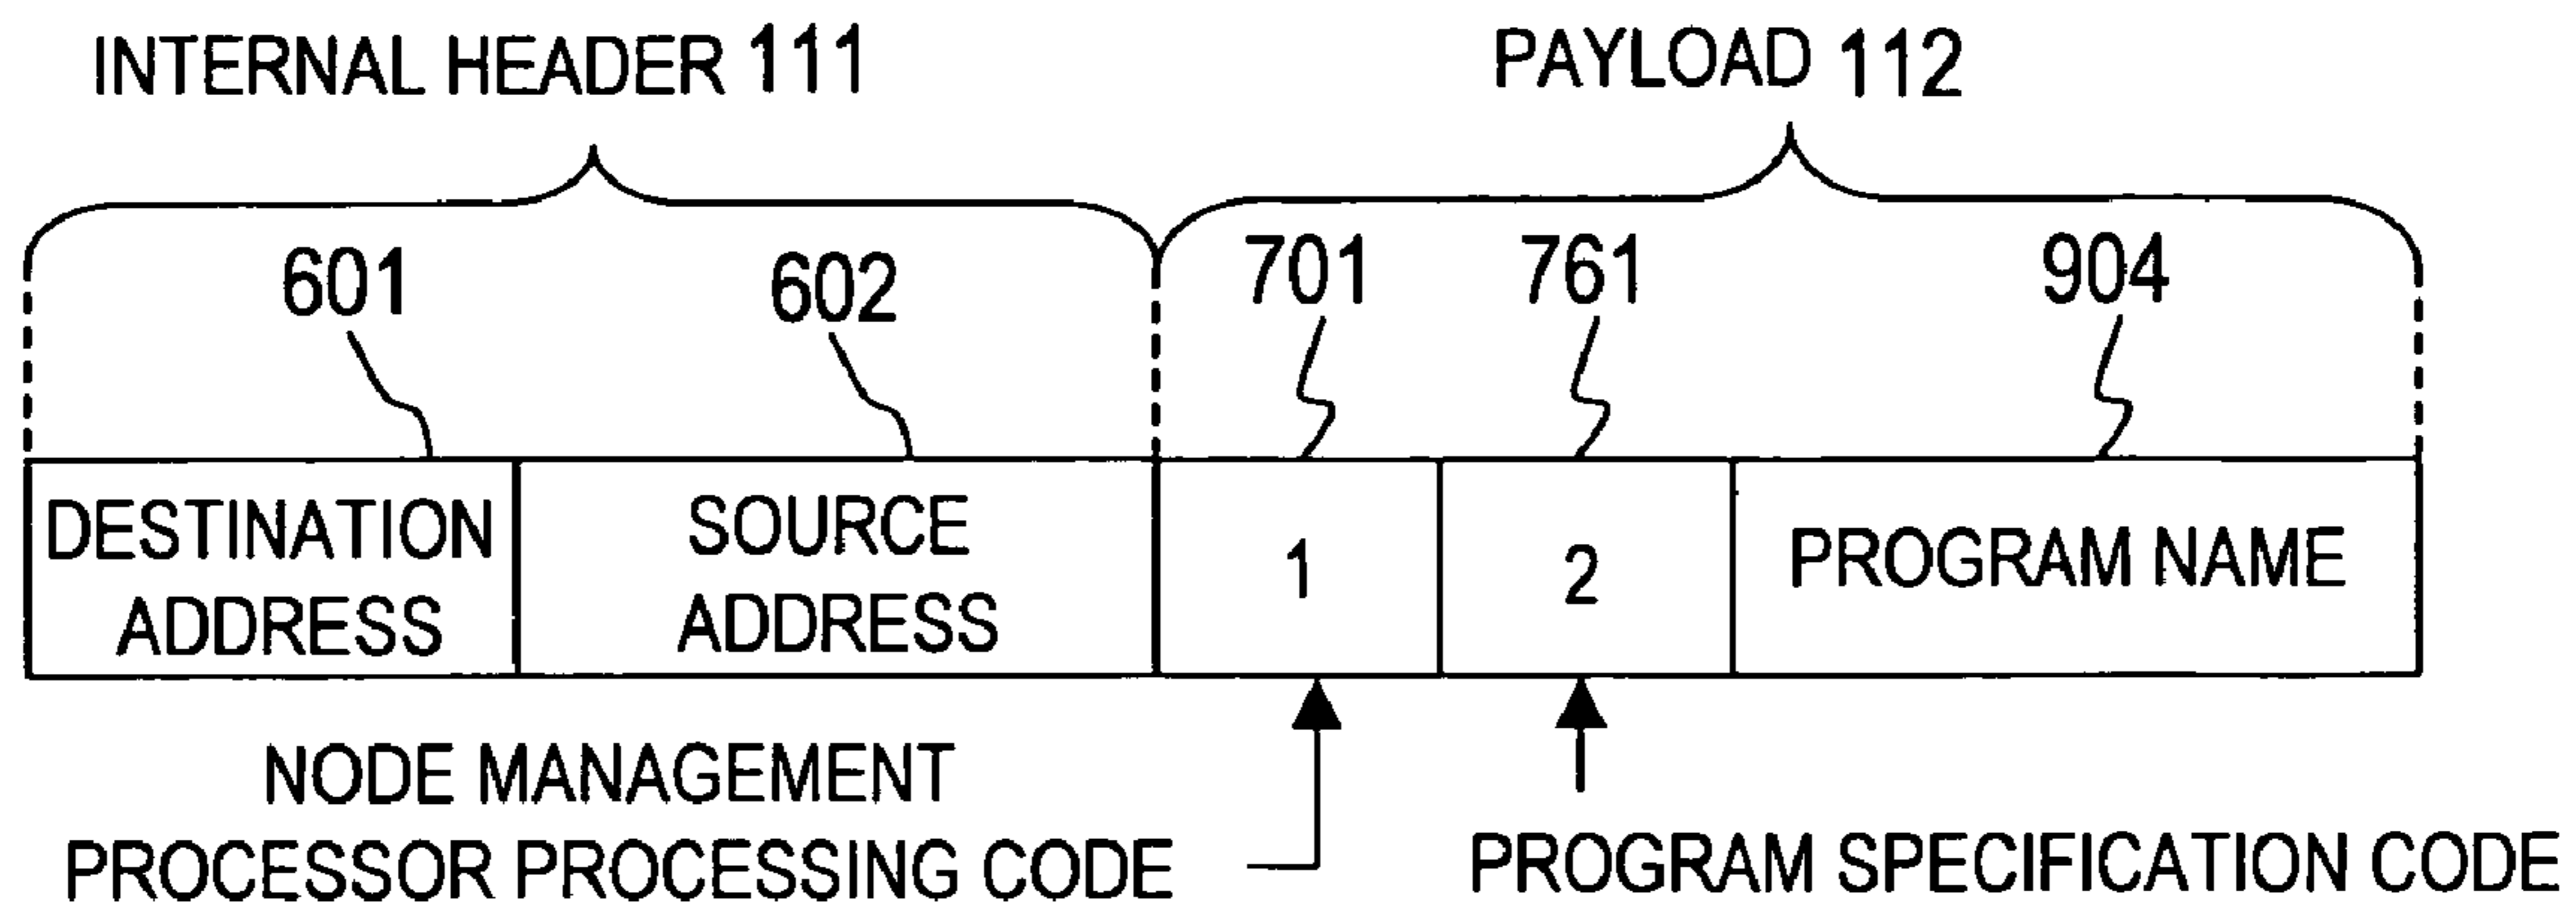 INTERNAL HEADER 111
PAYLOAD 112
601
602
701
761
904
DESTINATION
ADDRESS
SOURCE
ADDRESS
1
2
PROGRAM NAME
NODE MANAGEMENT
PROCESSOR PROCESSING CODE
PROGRAM SPECIFICATION CODE